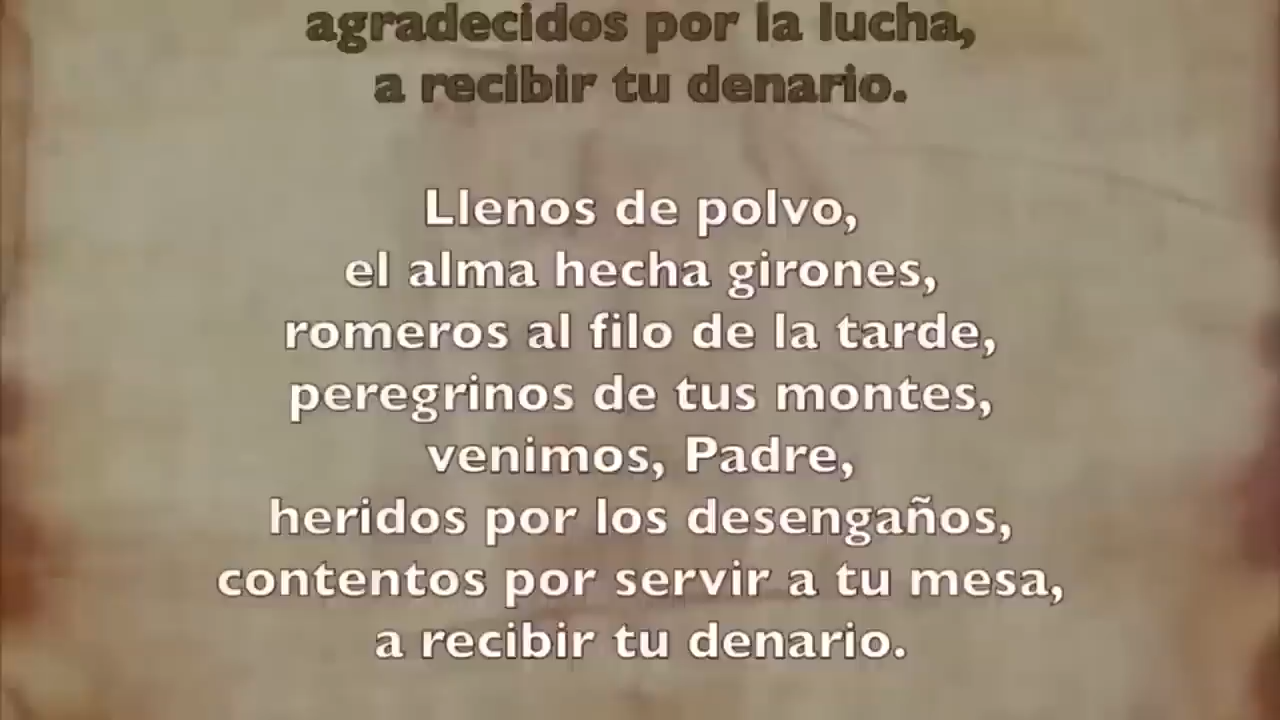 agradecidos por la lucha,
a recibir tu denario.
Llenos de polvo,
el alma hecha girones,
romeros al filo de la tarde,
peregrinos de tus montes,
venimos, Padre,
heridos por los desengaños,
contentos por servir a tu mesa,
a recibir tu denario.